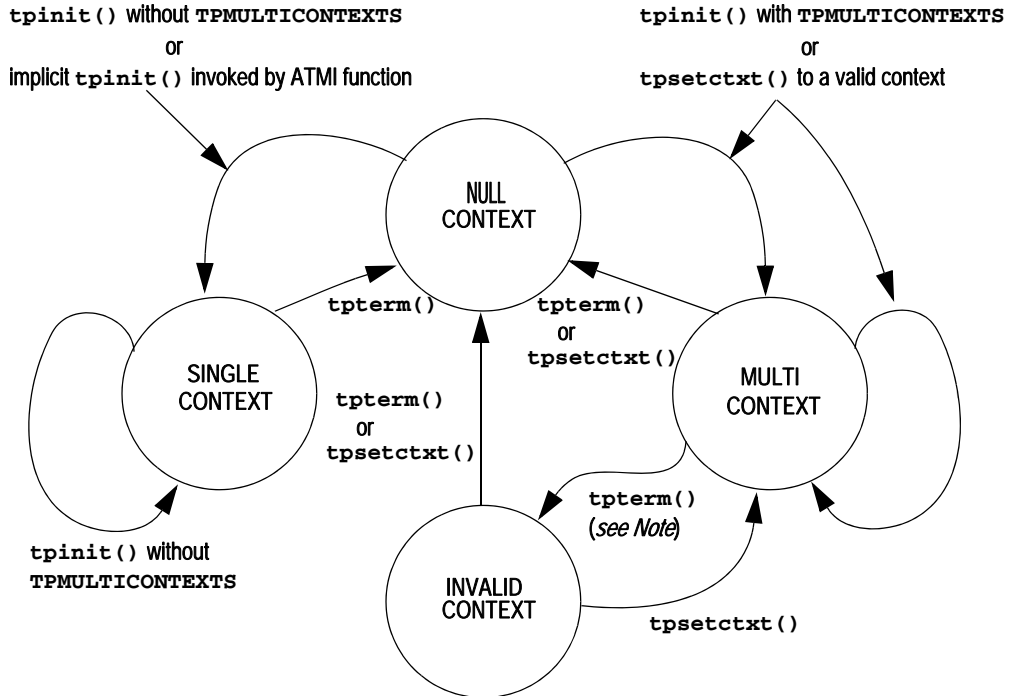 tpinit() without TPMULTICONTEXTS
or
implicit tpinit() invoked by ATMI function
tpinit() with TPMULTICONTEXTS
or
tpsetctxt() to a valid context
NULL
CONTEXT
tpterm()
tpterm()
or
tpsetctxt()
SINGLE
CONTEXT
MULTI
CONTEXT
tpterm()
or
tpsetctxt()
tpterm()
(see Note)
tpinit() without
TPMULTICONTEXTS
INVALID
CONTEXT
tpsetctxt()